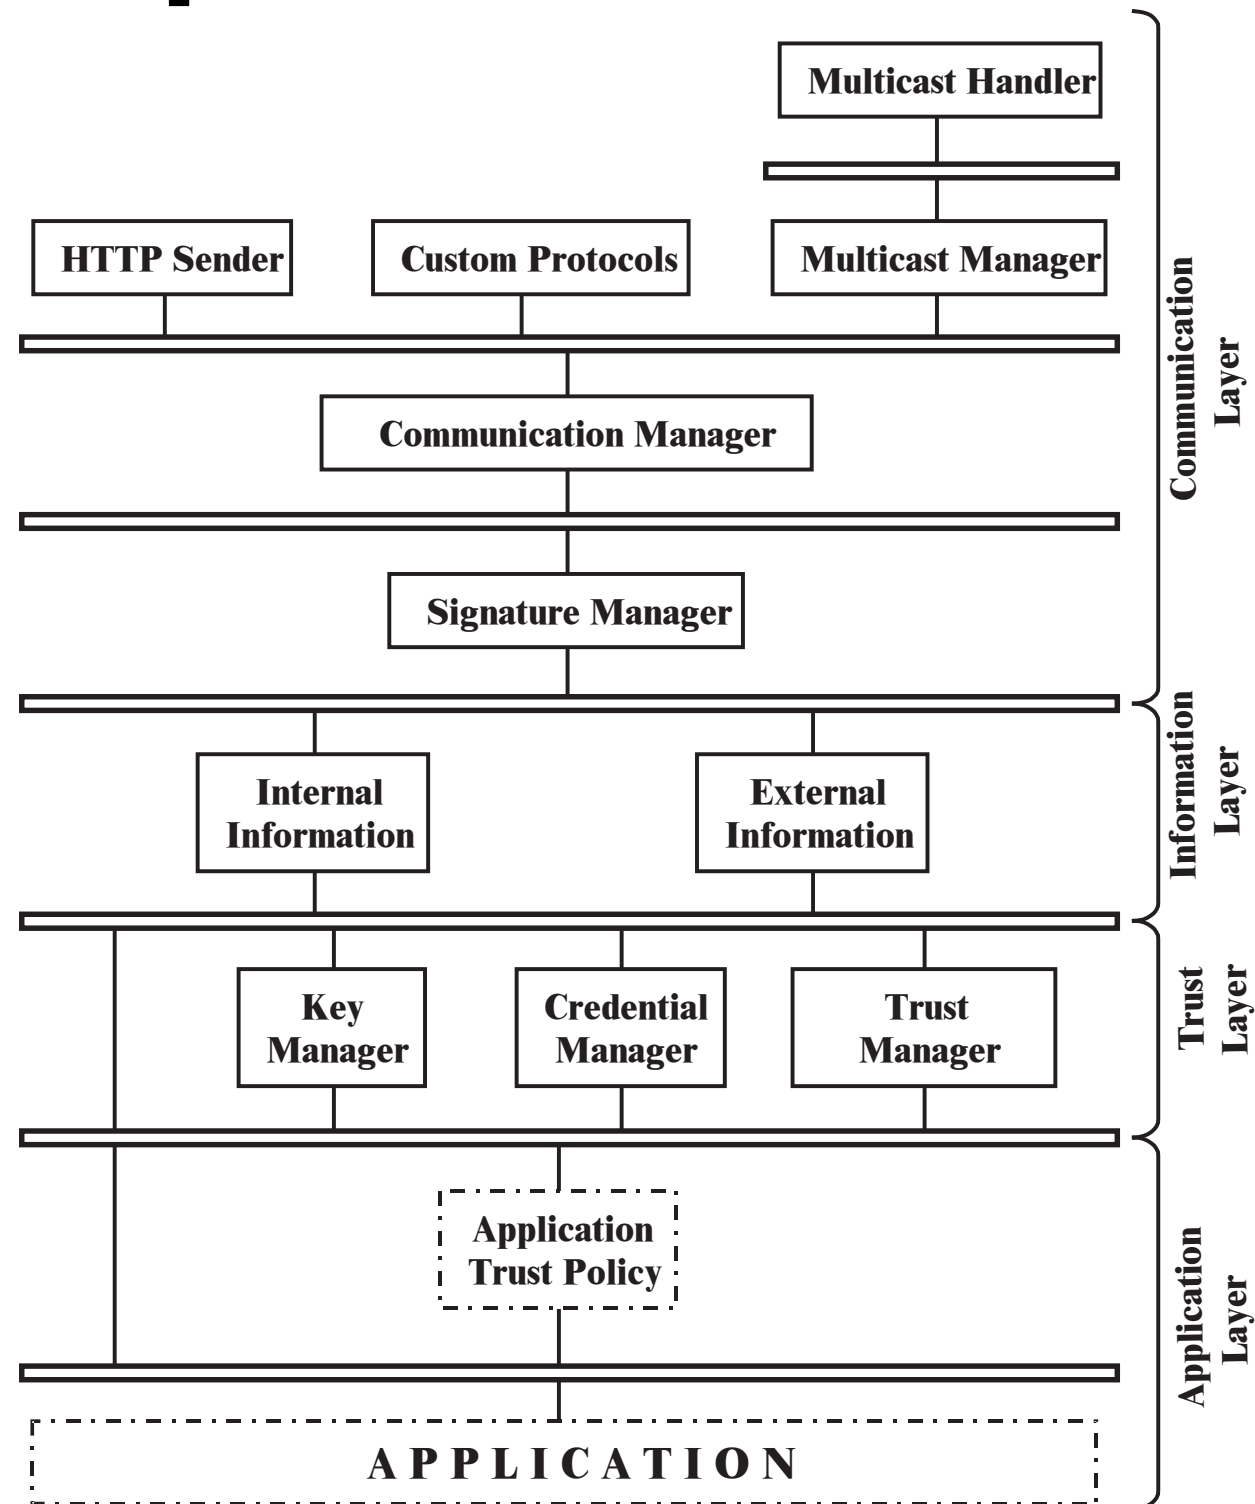 Multicast Handler
HTTP Sender
Custom Protocols
Multicast Manager
Communication Manager
Signature Manager
Communication
Layer
Internal
Information
External
Information
Information
Layer
Key
Manager
Credential
Manager
Trust
Manager
Trust
Layer
Application
Trust Policy
APPLICATION
Application
Layer